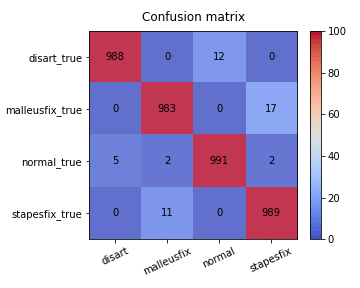 Confusion matrix
disart_true 988 0 12 0 100
malleusfix_true 0 983 0 17 80
normal_true 5 2 991 2 60
stapesfix_true 0 11 0 989 40
20
0
disart malleusfix normal stapesfix